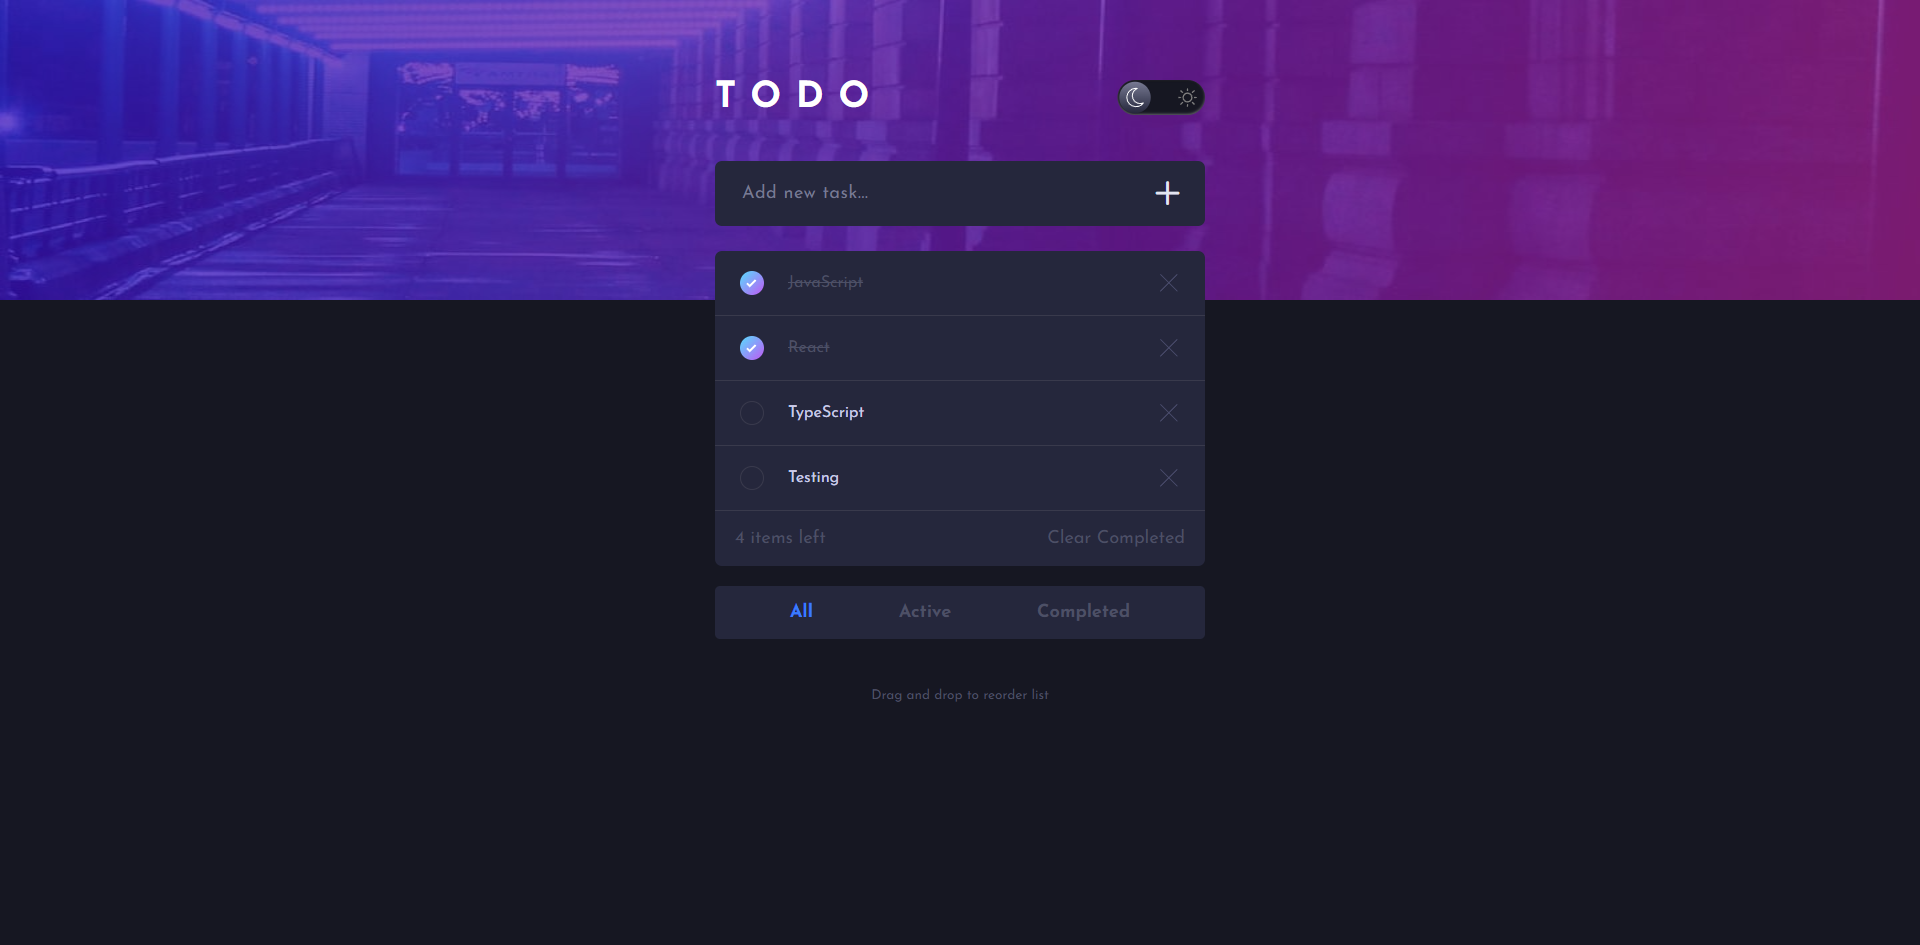 TODO
Add new task...
JavaScript
React
TypeScript
Testing
4 items left Clear Completed
All Active Completed
Drag and drop to reorder list